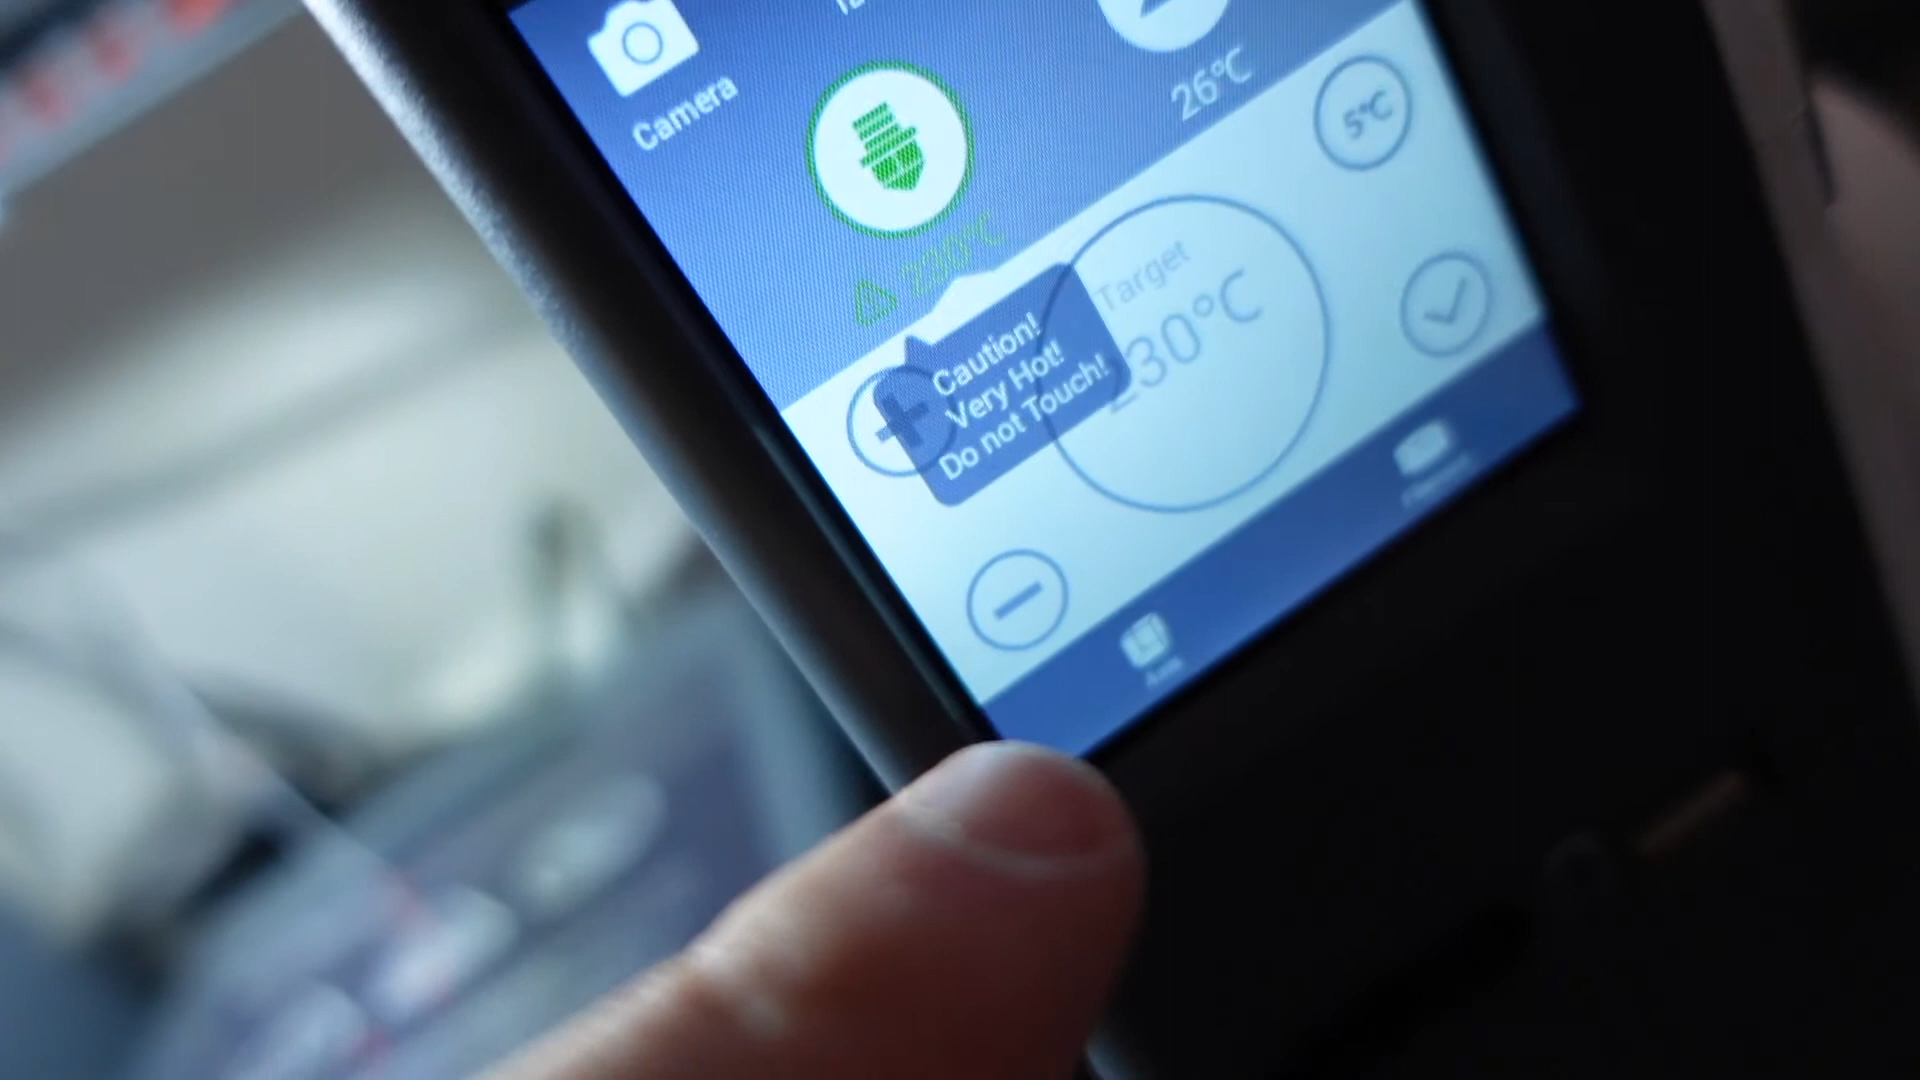 Camera
26°C
5°C
230°C
Target
230°C
Caution!
Very Hot!
Do not Touch!